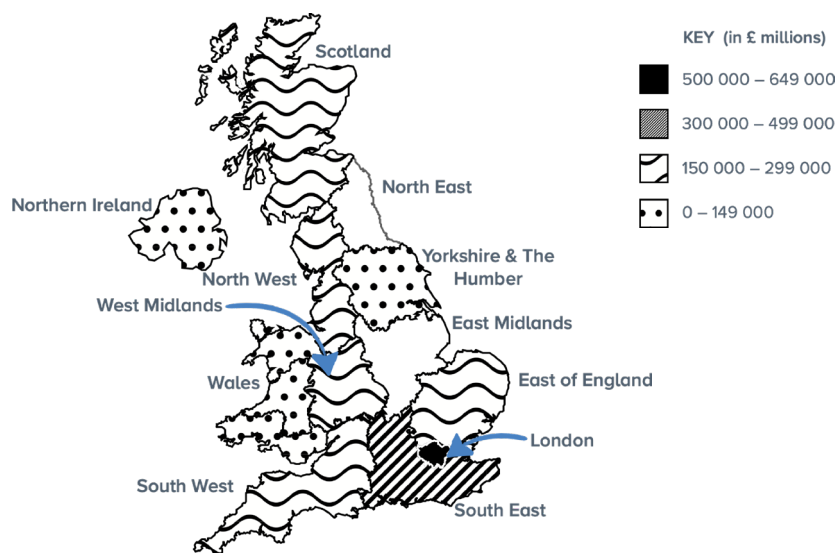 KEY (in £ millions)
500 000 – 649 000
300 000 – 499 000
150 000 – 299 000
0 – 149 000
Scotland
North East
Northern Ireland
Yorkshire & The
Humber
North West
West Midlands
East Midlands
Wales
East of England
London
South West
South East